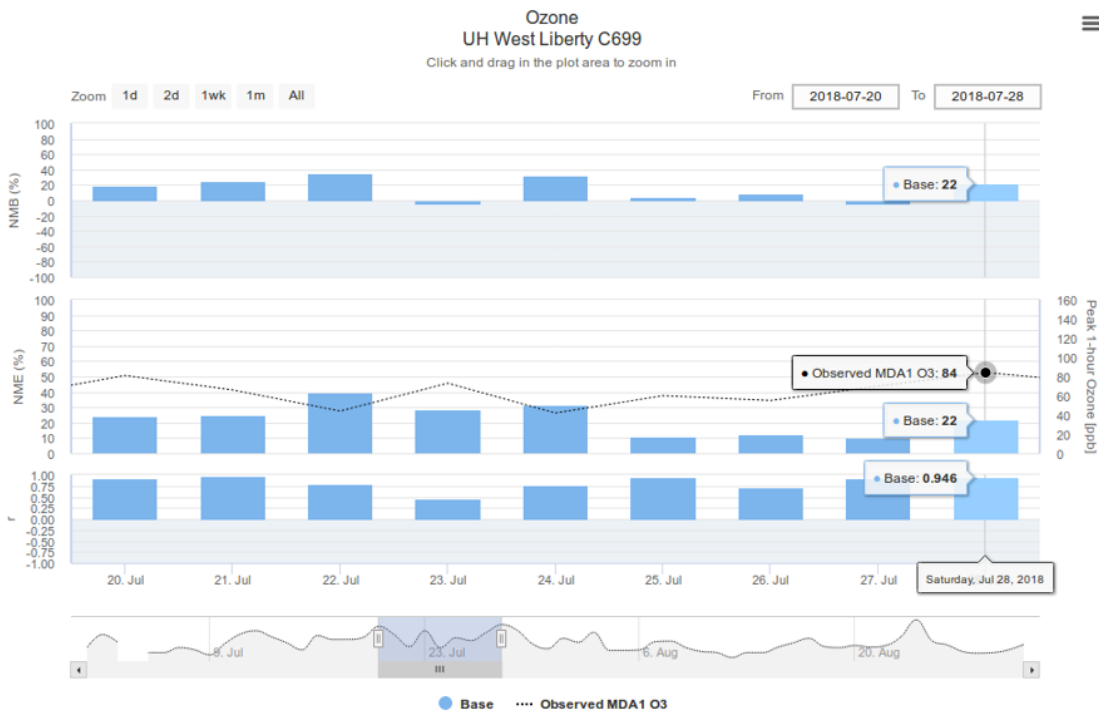 Ozone
UH West Liberty C699
Click and drag in the plot area to zoom in
Zoom 1d 2d 1wk 1m All From 2018-07-20 To 2018-07-28
NMB (%)
100
80
60
40
20
0
-20
-40
-60
-80
-100
Base: 22
NME (%)
100
90
80
70
60
50
40
30
20
10
0
Observed MDA1 O3: 84
Base: 22
160
140
120
100
80
60
40
20
0
Peak 1-hour Ozone [ppb]
r
1.00
0.75
0.50
0.25
0.00
-0.25
-0.50
-0.75
-1.00
Base: 0.946
20. Jul 21. Jul 22. Jul 23. Jul 24. Jul 25. Jul 26. Jul 27. Jul
Saturday, Jul 28, 2018
9. Jul 23. Jul 6. Aug 20. Aug
Base Observed MDA1 O3